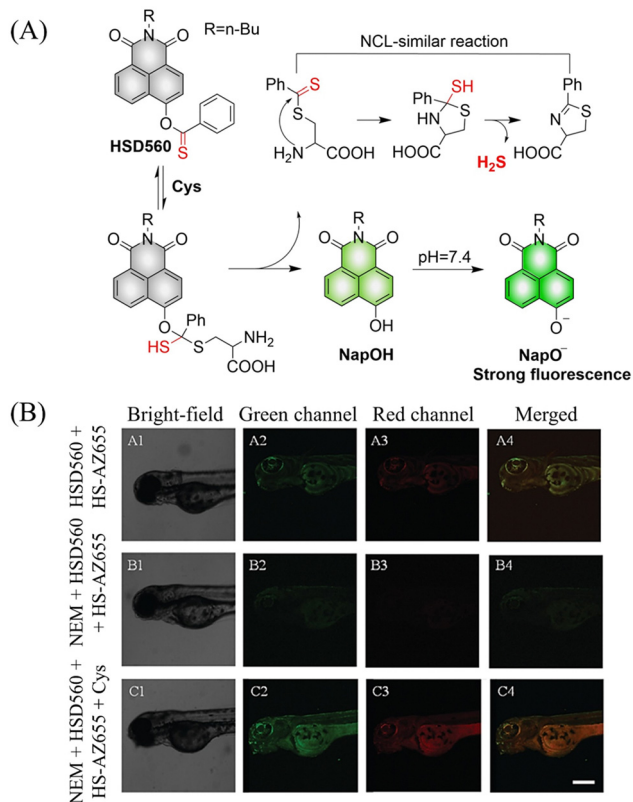 (A)
R
R=n-Bu
O
N
O
O
S
HSD560
Cys
NCL-similar reaction
Ph
S
S
H₂N
COOH
SH
Ph
HN
S
HOOC
H₂S
Ph
N
S
HOOC
R
O
N
O
O
Ph
HS
S
NH₂
COOH
R
O
N
O
OH
NapOH
pH=7.4
R
O
N
O
O⁻
NapO⁻
Strong fluorescence
(B)
Bright-field
Green channel
Red channel
Merged
HSD560 +
HS-AZ655
A1
A2
A3
A4
NEM + HSD560
+ HS-AZ655
B1
B2
B3
B4
NEM + HSD560 +
HS-AZ655 + Cys
C1
C2
C3
C4